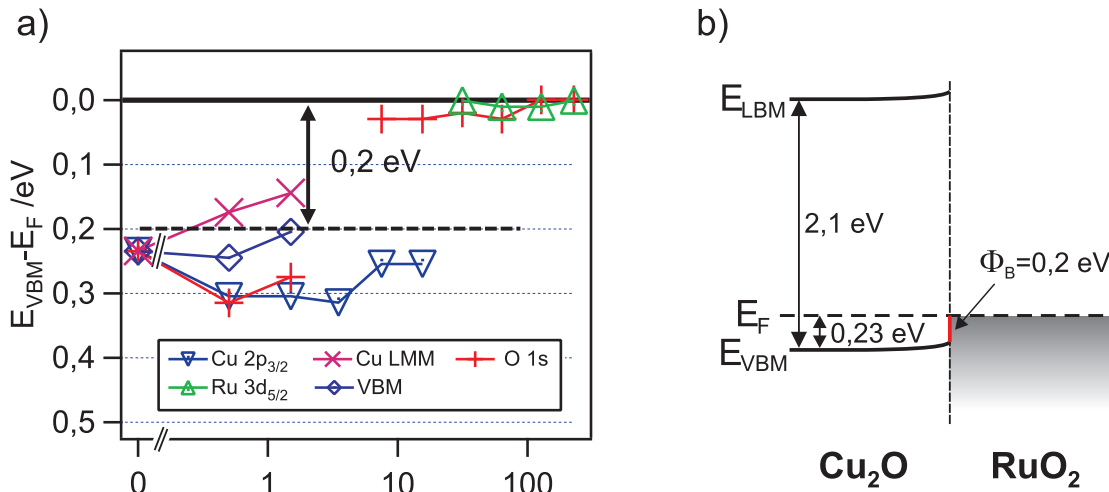 a)
0,0
0,1
0,2
0,3
0,4
0,5
E_VBM-E_F /eV
0,2 eV
Cu 2p_3/2
Cu LMM
O 1s
Ru 3d_5/2
VBM
0
1
10
100
b)
E_LBM
2,1 eV
Φ_B=0,2 eV
E_F
0,23 eV
E_VBM
Cu₂O
RuO₂